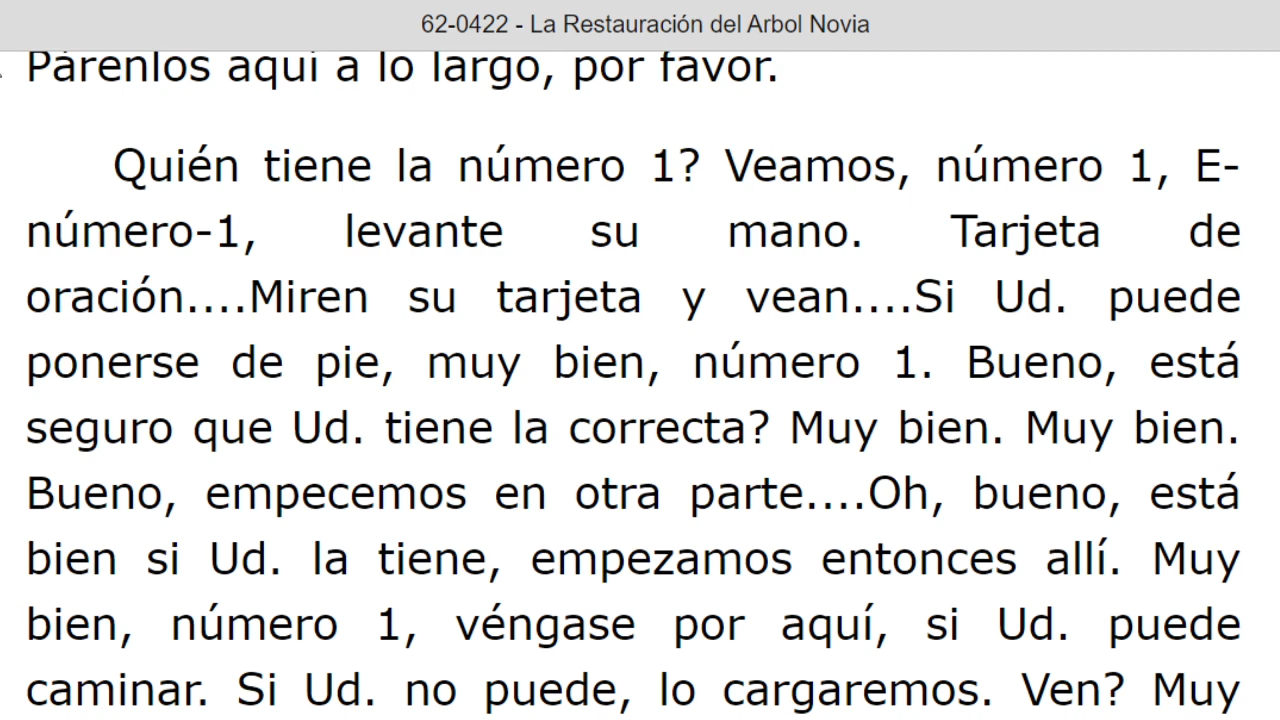 62-0422 - La Restauración del Arbol Novia
Párenlos aquí a lo largo, por favor.
Quién tiene la número 1? Veamos, número 1, E-
número-1, levante su mano. Tarjeta de
oración....Miren su tarjeta y vean....Si Ud. puede
ponerse de pie, muy bien, número 1. Bueno, está
seguro que Ud. tiene la correcta? Muy bien. Muy bien.
Bueno, empecemos en otra parte....Oh, bueno, está
bien si Ud. la tiene, empezamos entonces allí. Muy
bien, número 1, véngase por aquí, si Ud. puede
caminar. Si Ud. no puede, lo cargaremos. Ven? Muy